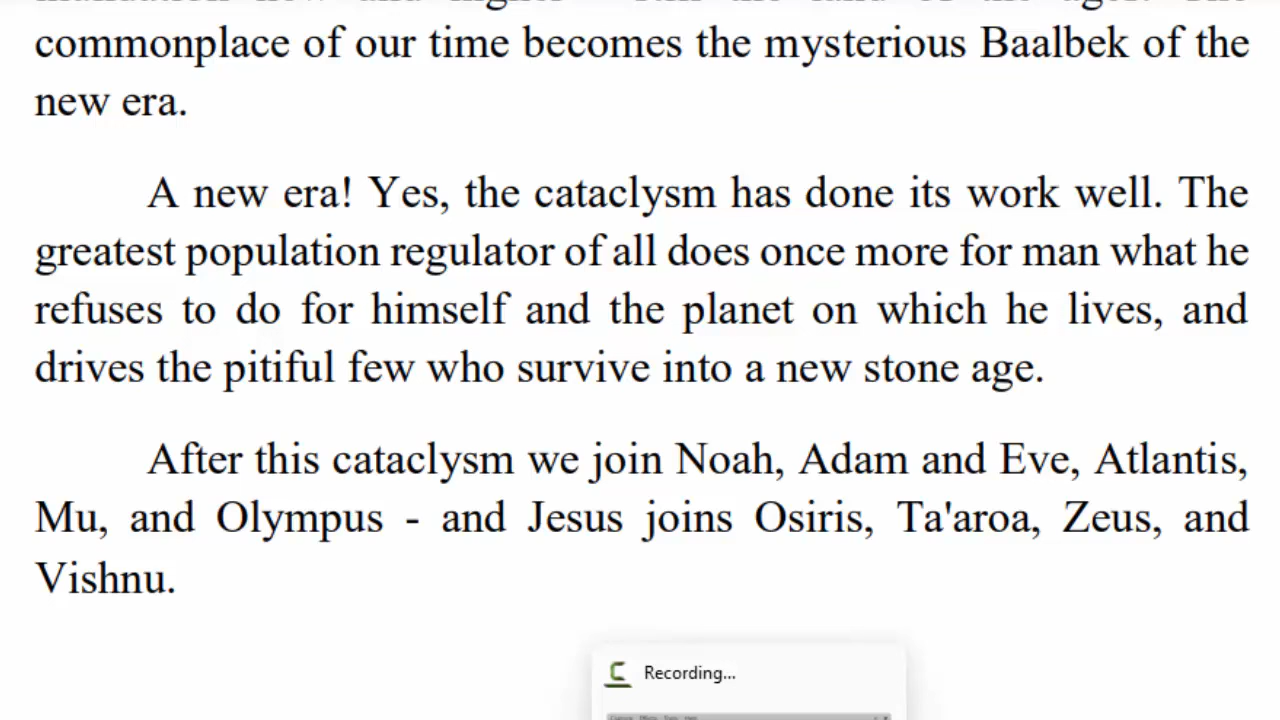 commonplace of our time becomes the mysterious Baalbek of the
new era.
A new era! Yes, the cataclysm has done its work well. The
greatest population regulator of all does once more for man what he
refuses to do for himself and the planet on which he lives, and
drives the pitiful few who survive into a new stone age.
After this cataclysm we join Noah, Adam and Eve, Atlantis,
Mu, and Olympus - and Jesus joins Osiris, Ta'aroa, Zeus, and
Vishnu.
Recording...